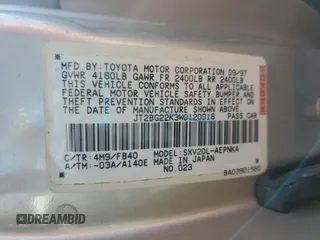 MFD. BY: TOYOTA MOTOR CORPORATION 09/97
GVWR 4180LB GAWR FR 2400LB RR 2400LB
THIS VEHICLE CONFORMS TO ALL APPLICABLE
FEDERAL MOTOR VEHICLE SAFETY, BUMPER, AND
THEFT PREVENTION STANDARDS IN EFFECT ON THE
DATE OF MANUFACTURE SHOWN ABOVE.
JT2BG22K3W0120018 PASS.CAR
C/TR: 4M9/FB40 MODEL: SXV20L-AEPNKA
A/TM: -03A/A140E MADE IN JAPAN
NO.023
AUTOBIDMASTER